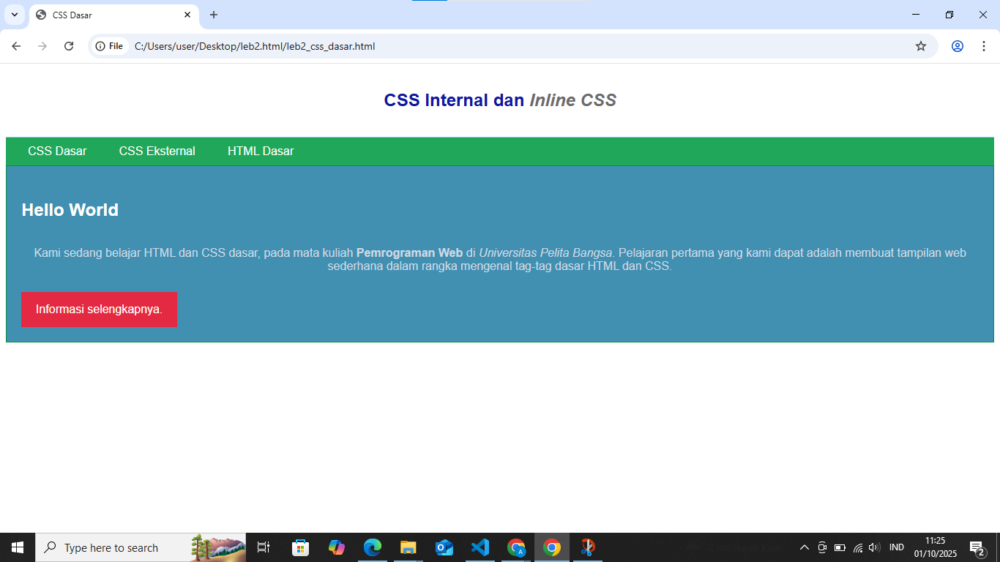 CSS Dasar
File C:/Users/user/Desktop/leb2.html/leb2_css_dasar.html
CSS Internal dan Inline CSS
CSS Dasar CSS Eksternal HTML Dasar
Hello World
Kami sedang belajar HTML dan CSS dasar, pada mata kuliah Pemrograman Web di Universitas Pelita Bangsa. Pelajaran pertama yang kami dapat adalah membuat tampilan web
sederhana dalam rangka mengenal tag-tag dasar HTML dan CSS.
Informasi selengkapnya.
Type here to search
A
IND
11:25
01/10/2025
2